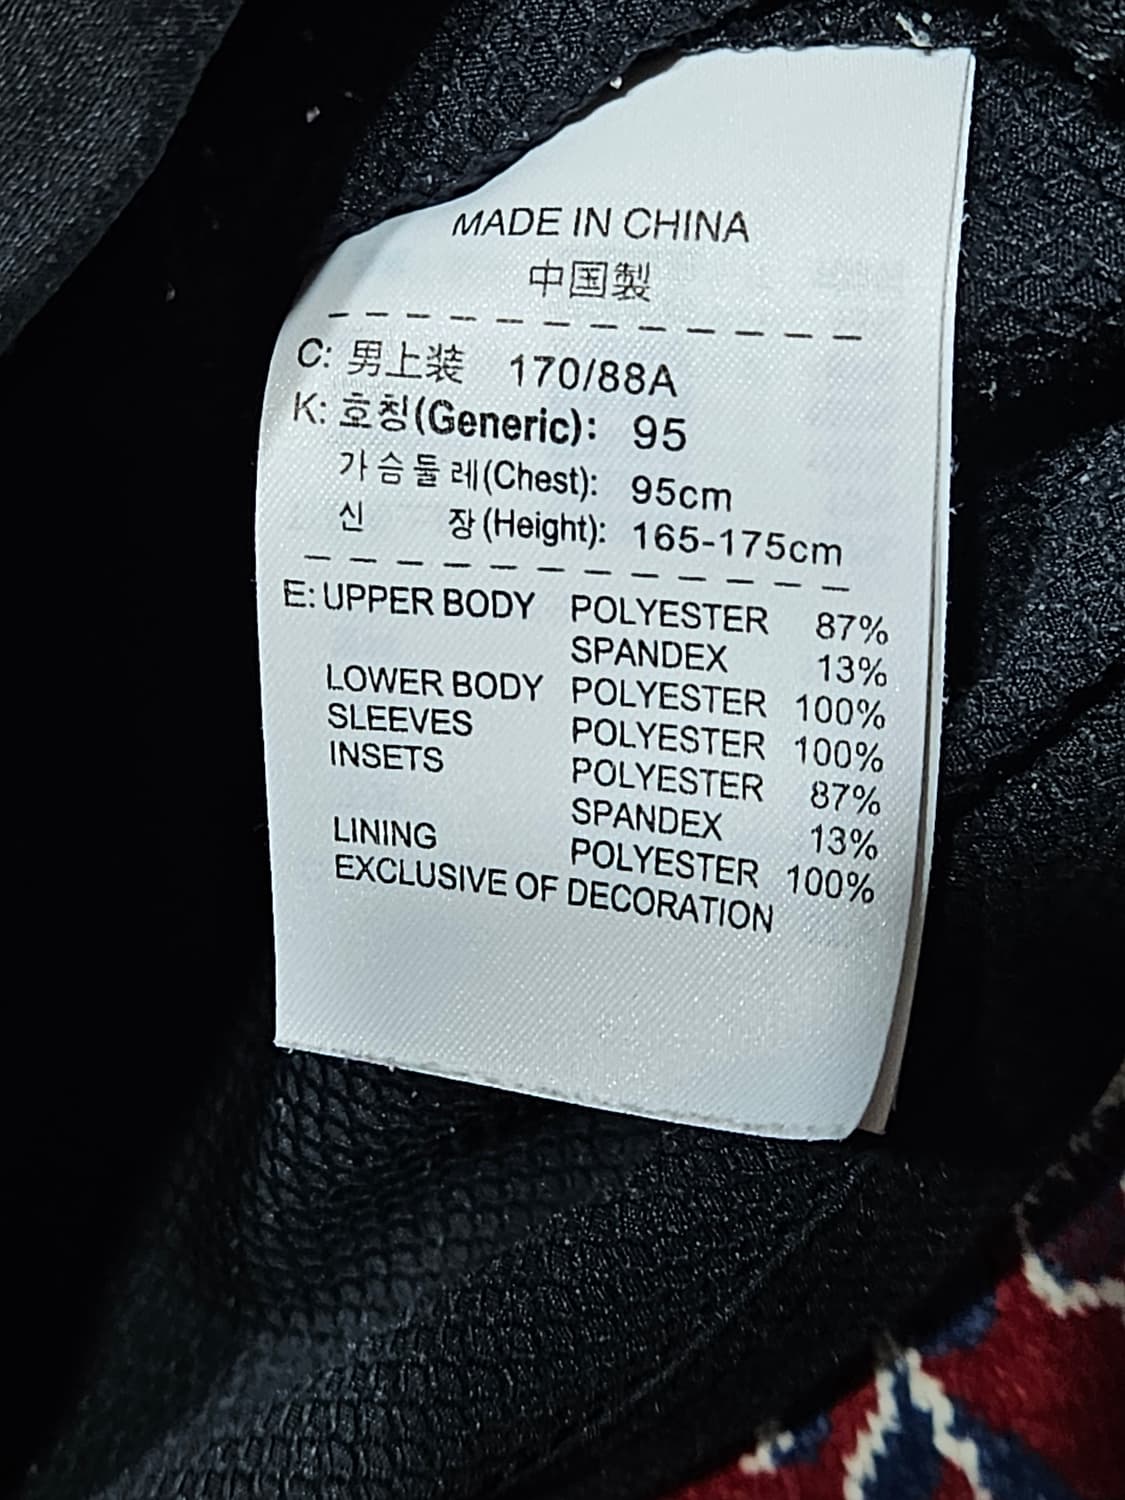 MADE IN CHINA
中国製
C: 男上装 170/88A
K: 호칭(Generic): 95
가슴둘레(Chest): 95cm
신 장(Height): 165-175cm
E: UPPER BODY POLYESTER 87%
SPANDEX 13%
LOWER BODY POLYESTER 100%
SLEEVES POLYESTER 100%
INSETS POLYESTER 87%
SPANDEX 13%
LINING POLYESTER 100%
EXCLUSIVE OF DECORATION